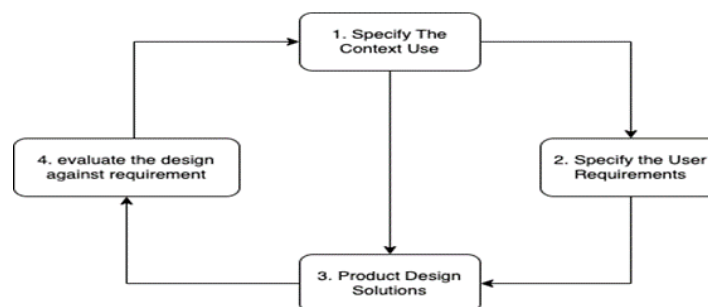 1. Specify The
Context Use
4. evaluate the design
against requirement
2. Specify the User
Requirements
3. Product Design
Solutions